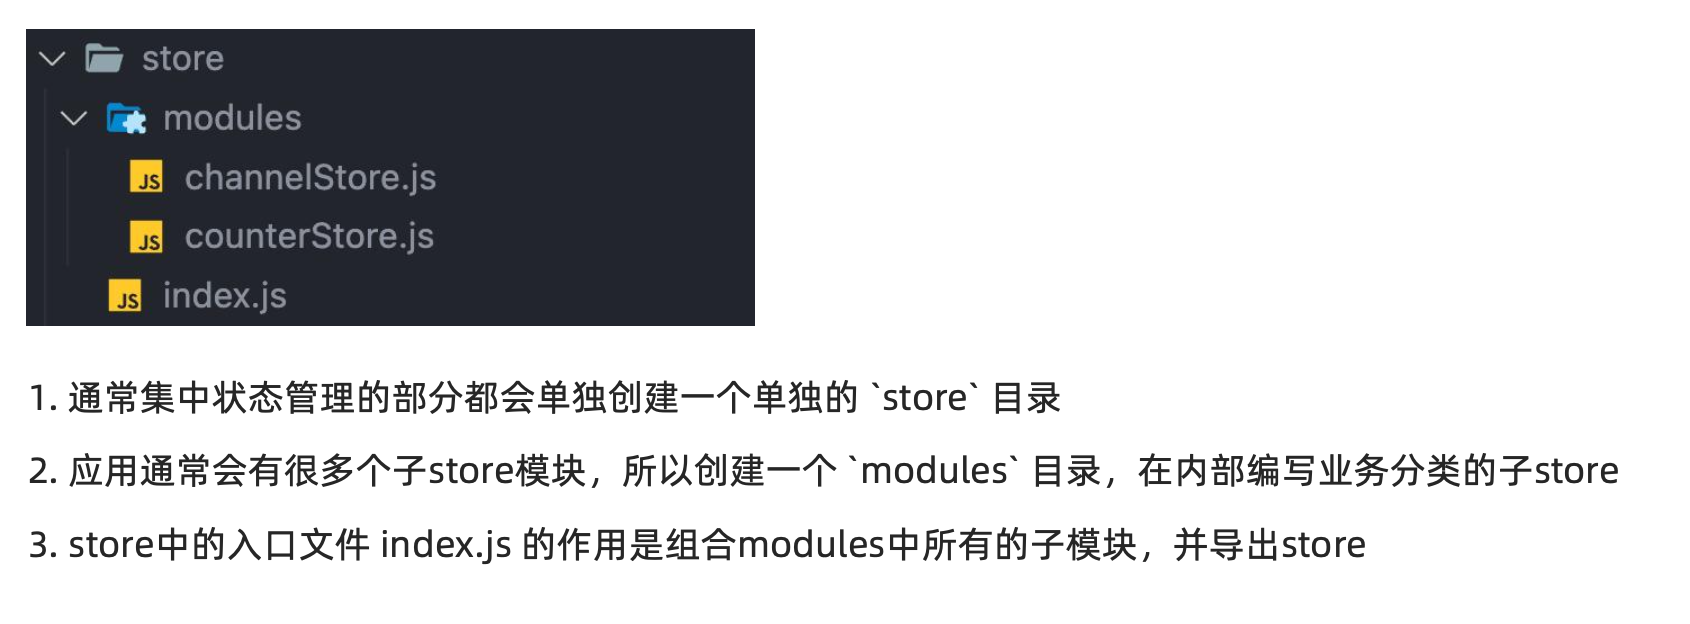 store
modules
JS channelStore.js
JS counterStore.js
JS index.js
1. 通常集中状态管理的部分都会单独创建一个单独的 `store` 目录
2. 应用通常会有很多个子store模块，所以创建一个 `modules` 目录，在内部编写业务分类的子store
3. store中的入口文件 index.js 的作用是组合modules中所有的子模块，并导出store